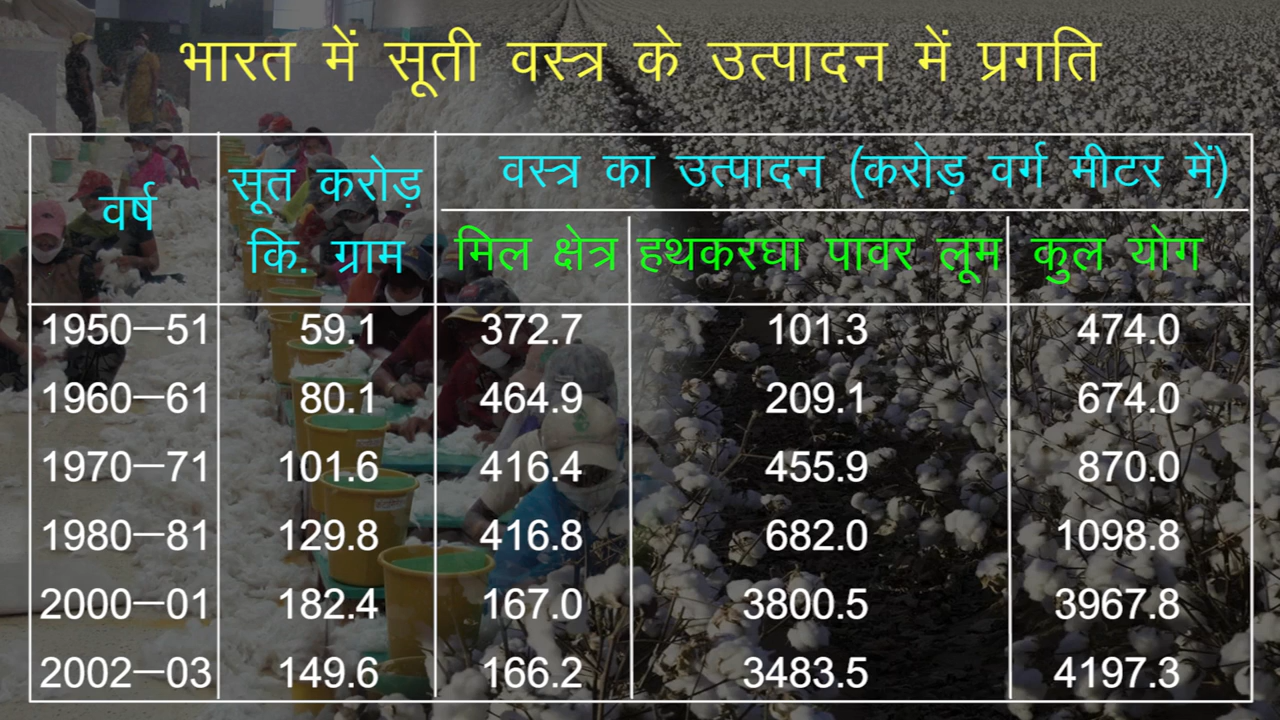 भारत में सूती वस्त्र के उत्पादन में प्रगति
वर्ष सूत करोड़ कि. ग्राम वस्त्र का उत्पादन (करोड़ वर्ग मीटर में)
मिल क्षेत्र हथकरघा पावर लूम कुल योग
1950–51 59.1 372.7 101.3 474.0
1960–61 80.1 464.9 209.1 674.0
1970–71 101.6 416.4 455.9 870.0
1980–81 129.8 416.8 682.0 1098.8
2000–01 182.4 167.0 3800.5 3967.8
2002–03 149.6 166.2 3483.5 4197.3